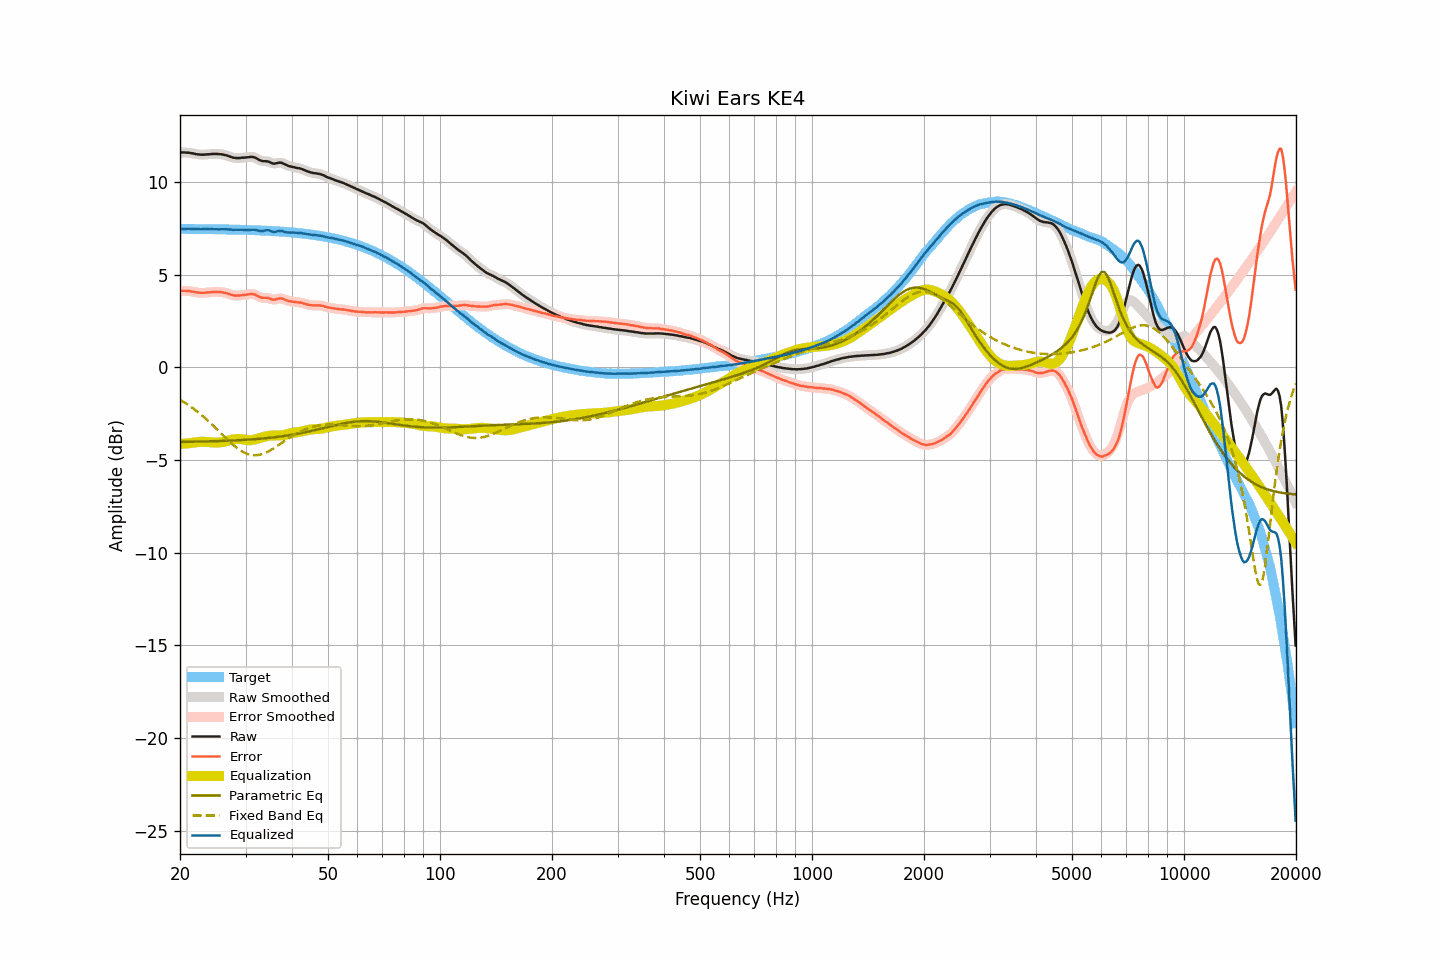 Kiwi Ears KE4
10
5
0
−5
−10
−15
−20
−25
Amplitude (dBr)
Target
Raw Smoothed
Error Smoothed
Raw
Error
Equalization
Parametric Eq
Fixed Band Eq
Equalized
20 50 100 200 500 1000 2000 5000 10000 20000
Frequency (Hz)